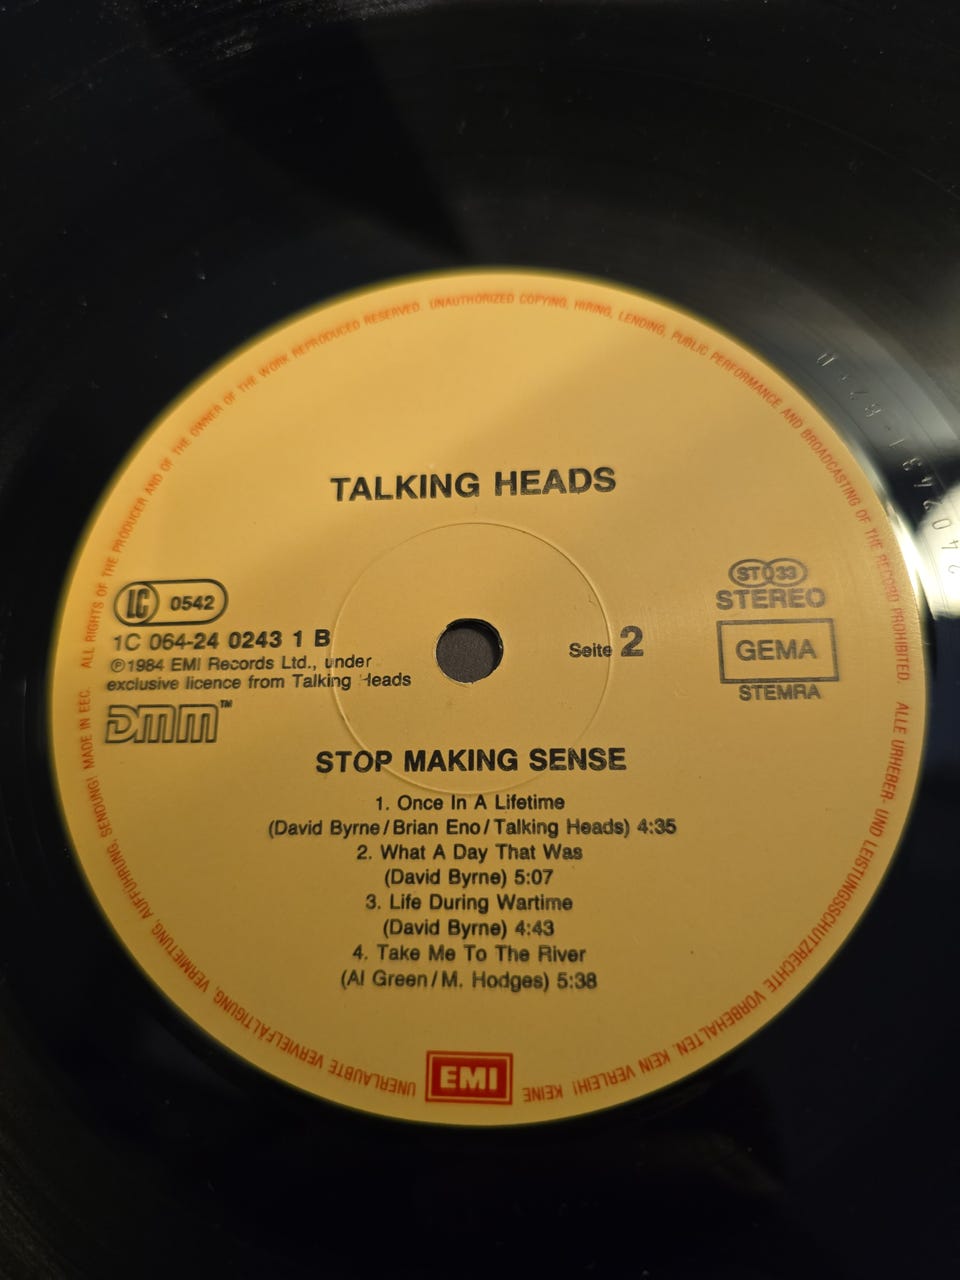 TALKING HEADS
LC 0542
1C 064-24 0243 1 B
℗1984 EMI Records Ltd., under
exclusive licence from Talking Heads
DMM™
Seite 2
ST 33
STEREO
GEMA
STEMRA
STOP MAKING SENSE
1. Once In A Lifetime
(David Byrne/Brian Eno/Talking Heads) 4:35
2. What A Day That Was
(David Byrne) 5:07
3. Life During Wartime
(David Byrne) 4:43
4. Take Me To The River
(Al Green/M. Hodges) 5:38
EMI
ALL RIGHTS OF THE PRODUCER AND OF THE OWNER OF THE WORK REPRODUCED RESERVED. UNAUTHORIZED COPYING, HIRING, LENDING, PUBLIC PERFORMANCE AND BROADCASTING OF THE RECORD PROHIBITED.
ALLE URHEBER- UND LEISTUNGSSCHUTZRECHTE VORBEHALTEN. KEIN VERLEIH! KEINE UNERLAUBTE VERVIELFÄLTIGUNG, VERMIETUNG, AUFFÜHRUNG, SENDUNG! MADE IN EEC.